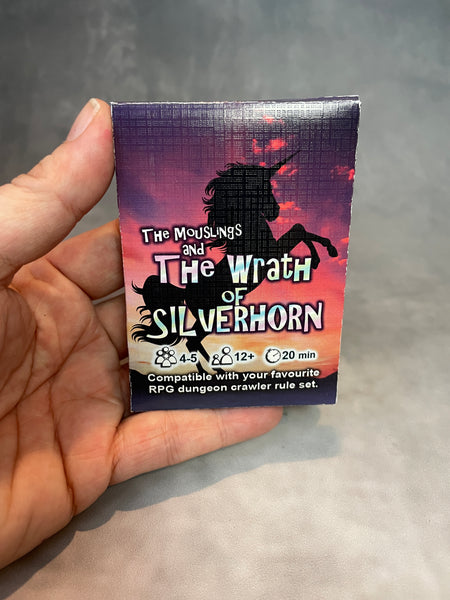 The Mouslings
and
The Wrath
OF
SILVERHORN
4-5 12+ 20 min
Compatible with your favourite
RPG dungeon crawler rule set.